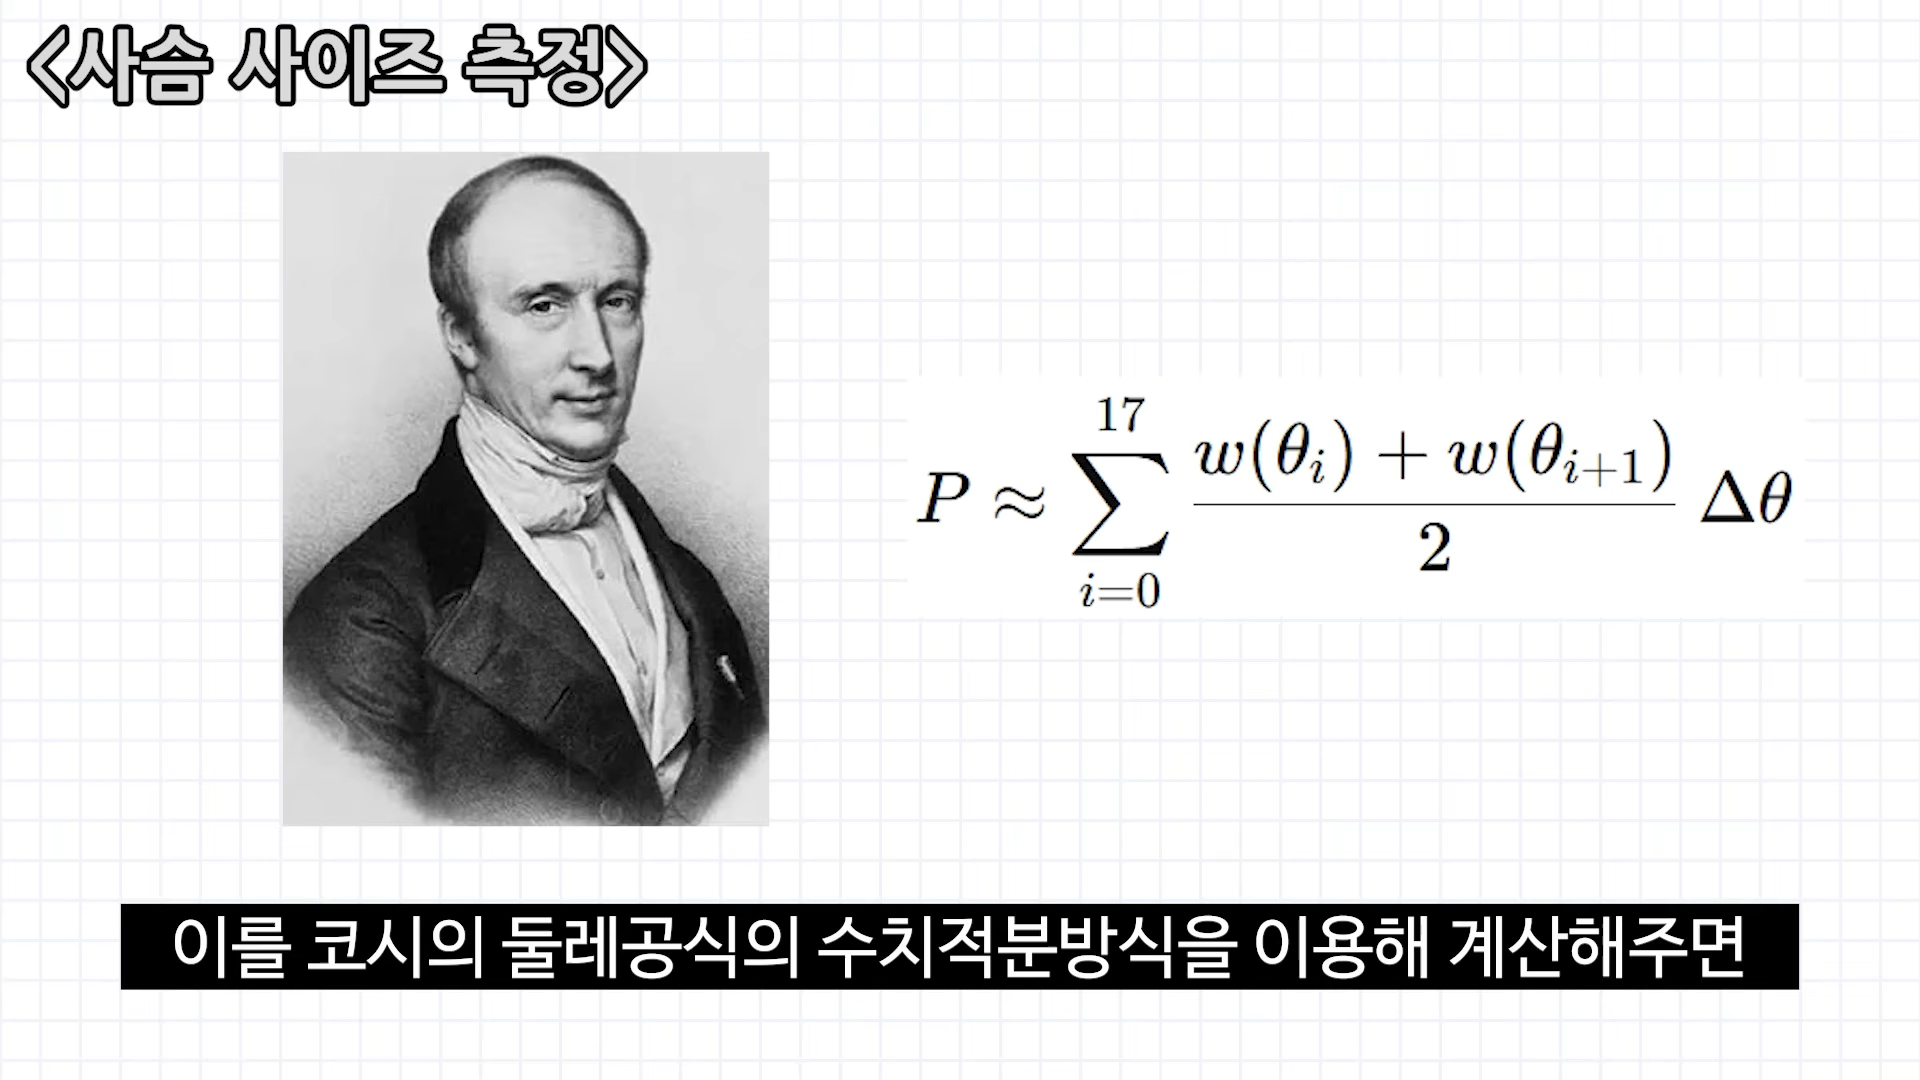 <사슴 사이즈 측정>
P ≈ \sum_{i=0}^{17} \frac{w(θ_i) + w(θ_{i+1})}{2} Δθ
이를 코시의 둘레공식의 수치적분방식을 이용해 계산해주면